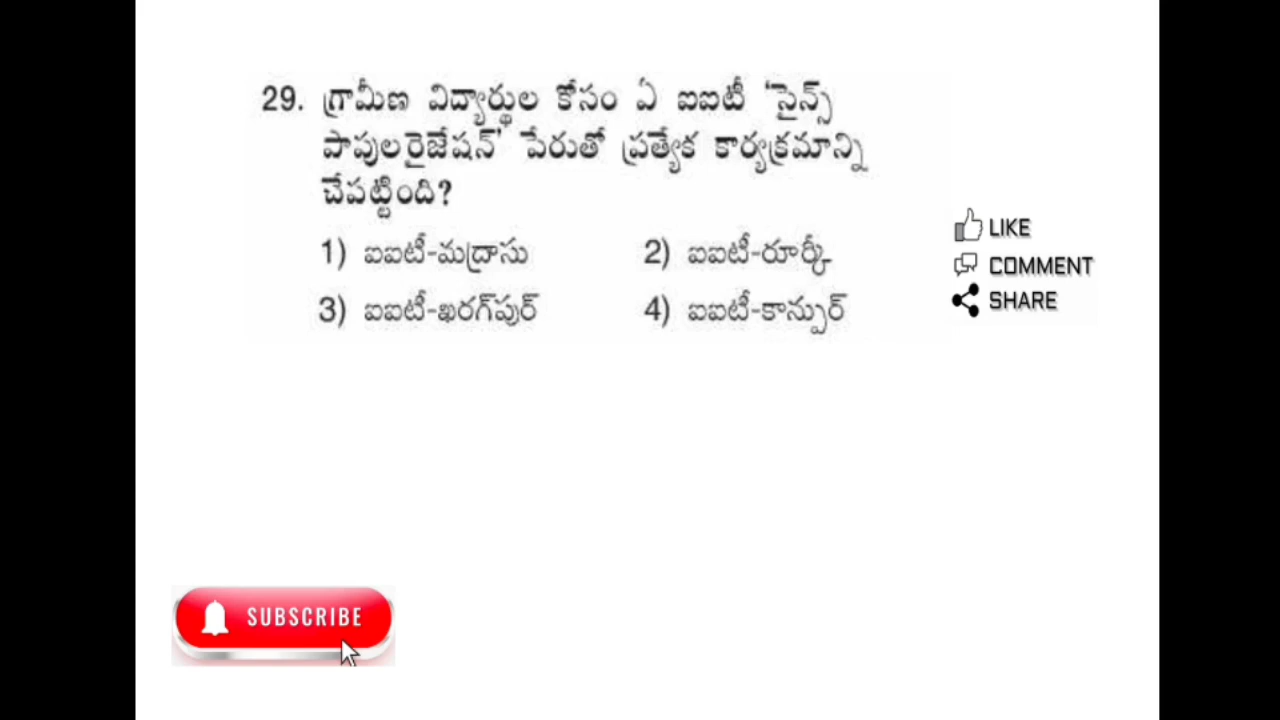 29. గ్రామీణ విద్యార్థుల కోసం ఏ ఐఐటీ 'సైన్స్
పాపులరైజేషన్' పేరుతో ప్రత్యేక కార్యక్రమాన్ని
చేపట్టింది?
1) ఐఐటీ-మద్రాసు 2) ఐఐటీ-రూర్కీ
3) ఐఐటీ-ఖరగ్‌పుర్ 4) ఐఐటీ-కాన్పుర్
LIKE
COMMENT
SHARE
SUBSCRIBE